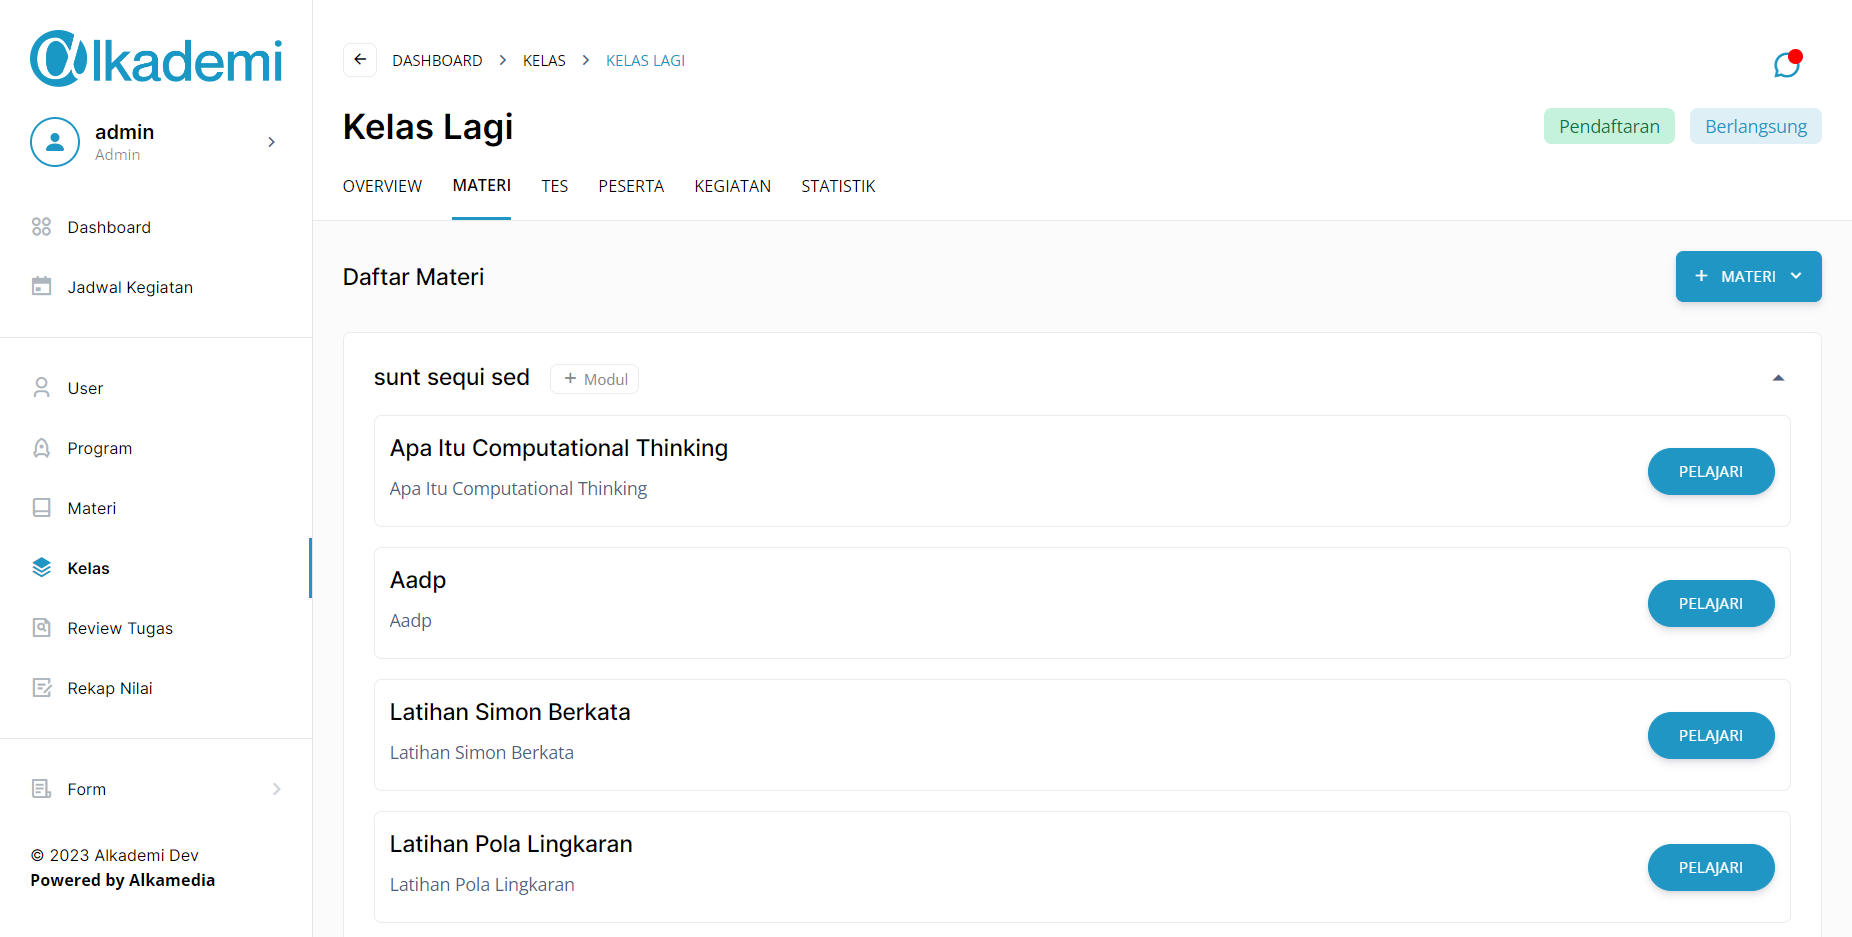 alkademi
admin
Admin
Dashboard
Jadwal Kegiatan
User
Program
Materi
Kelas
Review Tugas
Rekap Nilai
Form
© 2023 Alkademi Dev
Powered by Alkamedia
DASHBOARD > KELAS > KELAS LAGI
Kelas Lagi
Pendaftaran
Berlangsung
OVERVIEW MATERI TES PESERTA KEGIATAN STATISTIK
Daftar Materi
+ MATERI
sunt sequi sed
+ Modul
Apa Itu Computational Thinking
Apa Itu Computational Thinking
PELAJARI
Aadp
Aadp
PELAJARI
Latihan Simon Berkata
Latihan Simon Berkata
PELAJARI
Latihan Pola Lingkaran
Latihan Pola Lingkaran
PELAJARI